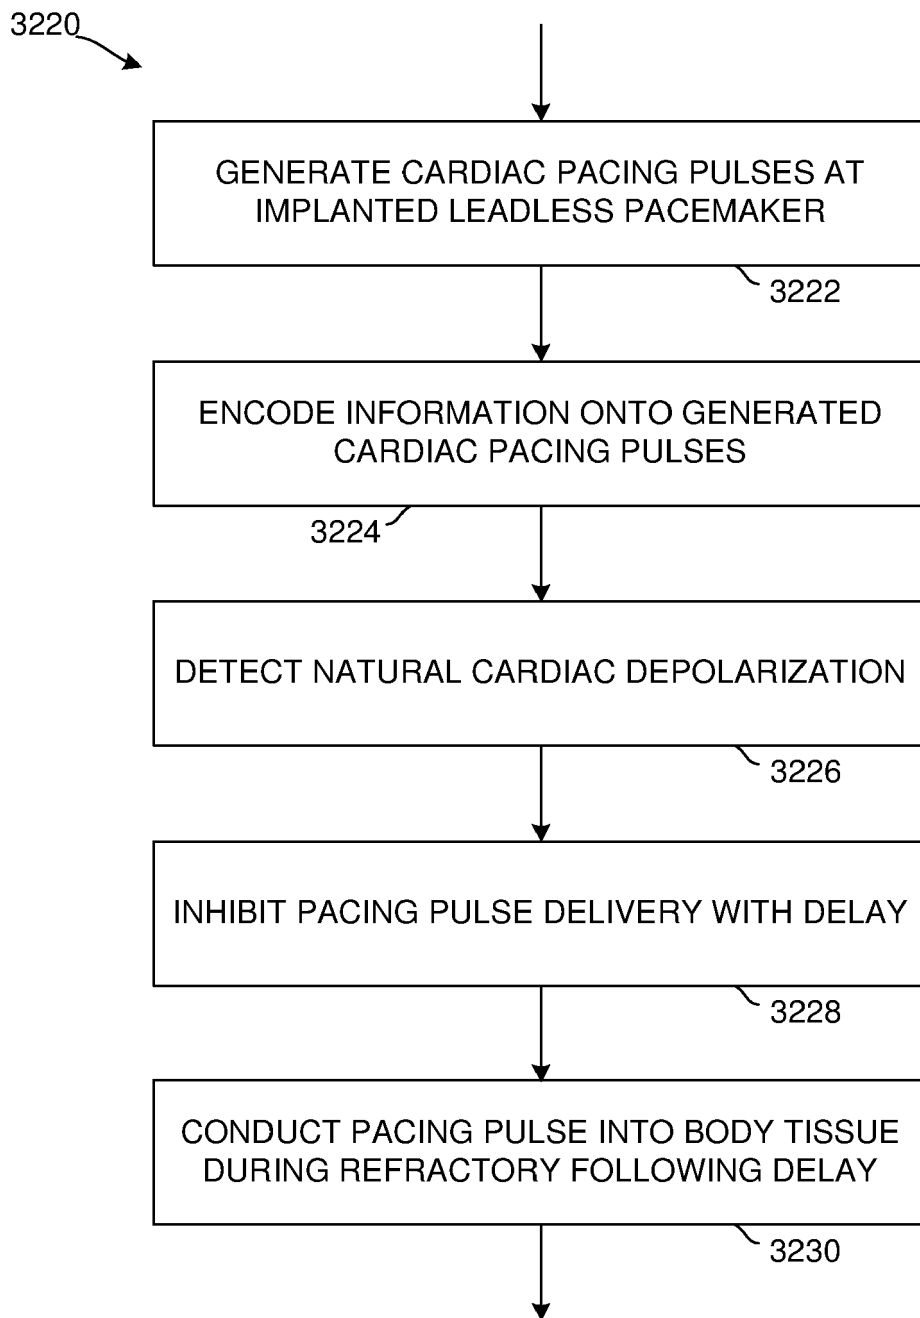 3220
GENERATE CARDIAC PACING PULSES AT
IMPLANTED LEADLESS PACEMAKER
3222
ENCODE INFORMATION ONTO GENERATED
CARDIAC PACING PULSES
3224
DETECT NATURAL CARDIAC DEPOLARIZATION
3226
INHIBIT PACING PULSE DELIVERY WITH DELAY
3228
CONDUCT PACING PULSE INTO BODY TISSUE
DURING REFRACTORY FOLLOWING DELAY
3230